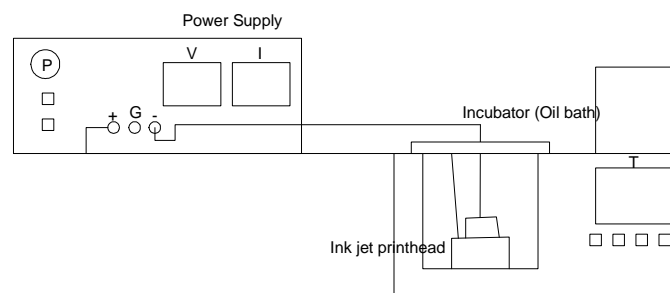 Power Supply
V I
P
+ G -
Incubator (Oil bath)
T
Ink jet printhead